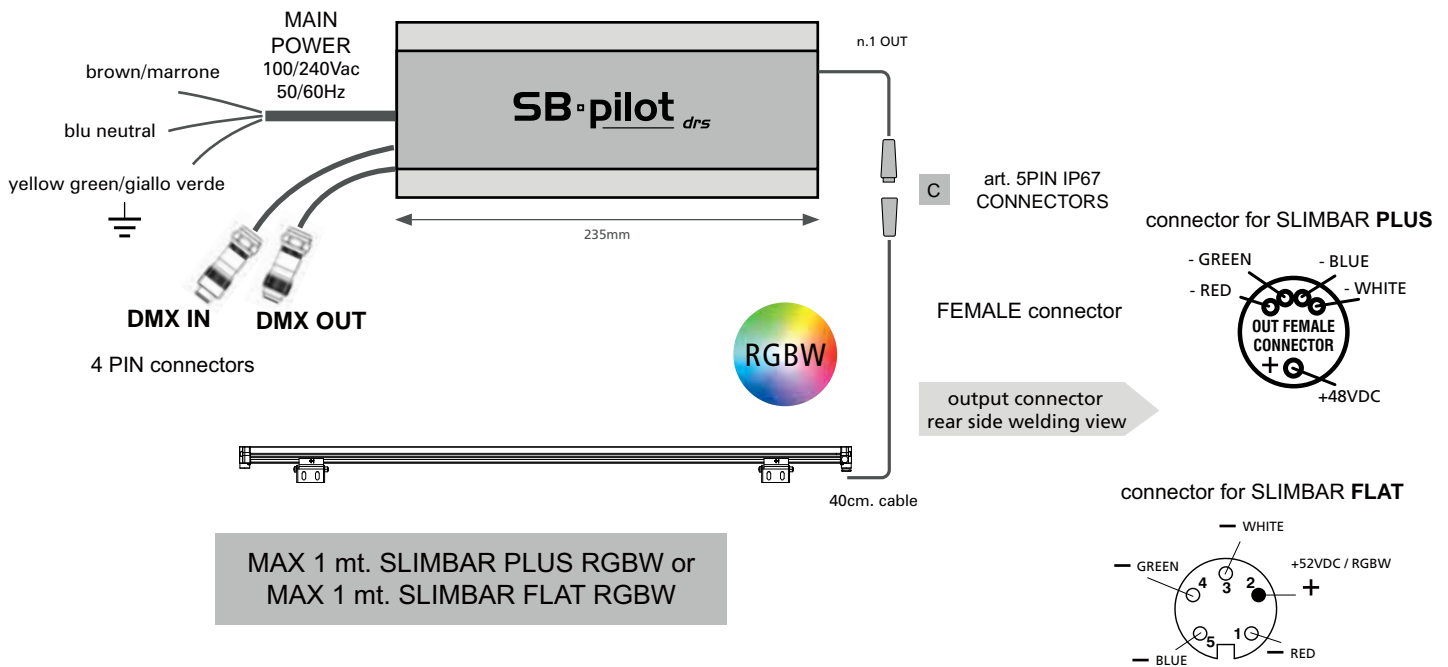 MAIN
POWER
100/240Vac
50/60Hz
brown/marrone
blu neutral
yellow green/giallo verde
SB pilot drs
235mm
DMX IN
DMX OUT
4 PIN connectors
n.1 OUT
C
art. 5PIN IP67
CONNECTORS
RGBW
FEMALE connector
output connector
rear side welding view
40cm. cable
MAX 1 mt. SLIMBAR PLUS RGBW or
MAX 1 mt. SLIMBAR FLAT RGBW
connector for SLIMBAR PLUS
- GREEN
- BLUE
- RED
- WHITE
OUT FEMALE
CONNECTOR
+
+48VDC
connector for SLIMBAR FLAT
- WHITE
- GREEN
+52VDC / RGBW
+
4
3
2
5
1
- BLUE
- RED